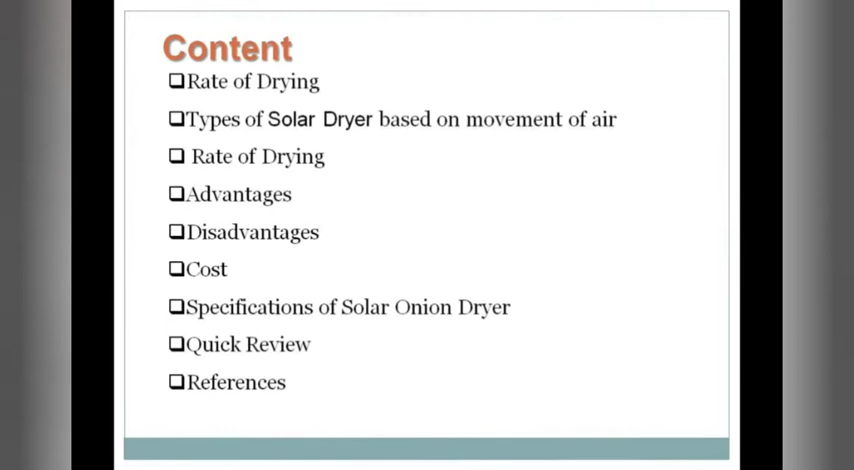 Content
❑Rate of Drying
❑Types of Solar Dryer based on movement of air
❑ Rate of Drying
❑Advantages
❑Disadvantages
❑Cost
❑Specifications of Solar Onion Dryer
❑Quick Review
❑References